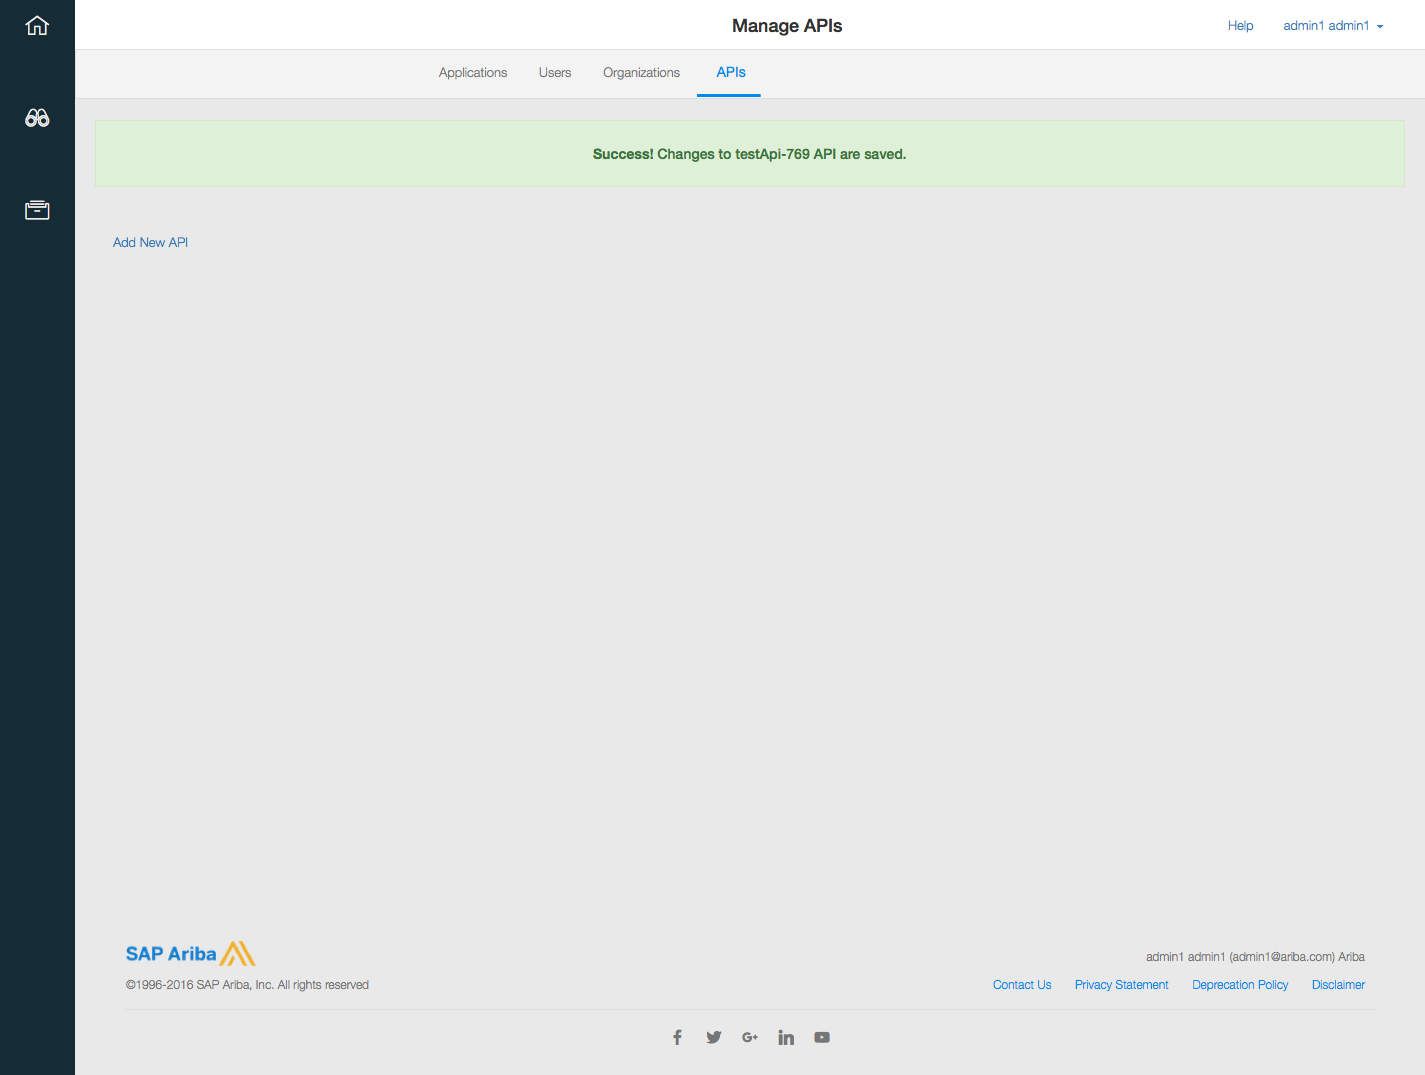 Manage APIs
Help admin1 admin1
Applications Users Organizations APIs
Success! Changes to testApi-769 API are saved.
Add New API
SAP Ariba
admin1 admin1 (admin1@ariba.com) Ariba
©1996-2016 SAP Ariba, Inc. All rights reserved
Contact Us Privacy Statement Deprecation Policy Disclaimer